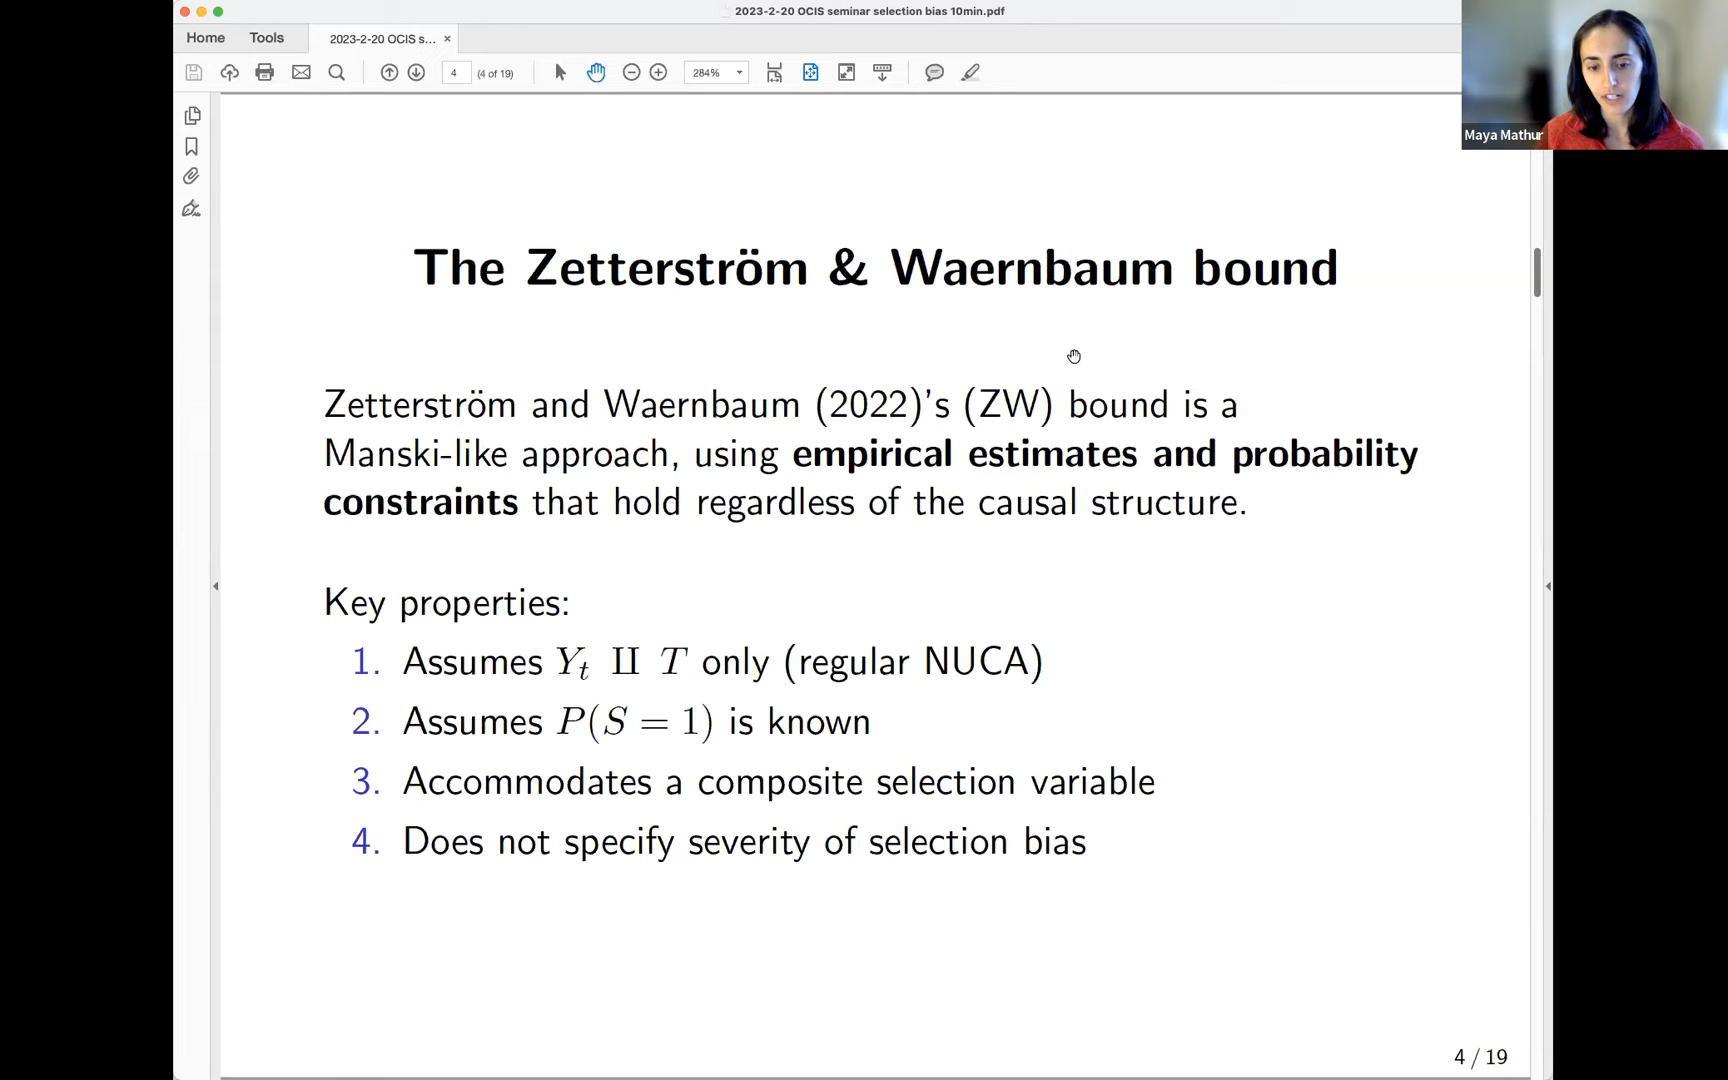 2023-2-20 OCIS seminar selection bias 10min.pdf
Home Tools 2023-2-20 OCIS s... ×
4 (4 of 19) 284%
Maya Mathur
The Zetterström & Waernbaum bound
Zetterström and Waernbaum (2022)'s (ZW) bound is a
Manski-like approach, using empirical estimates and probability
constraints that hold regardless of the causal structure.
Key properties:
1. Assumes Y_t ⨿ T only (regular NUCA)
2. Assumes P(S = 1) is known
3. Accommodates a composite selection variable
4. Does not specify severity of selection bias
4 / 19